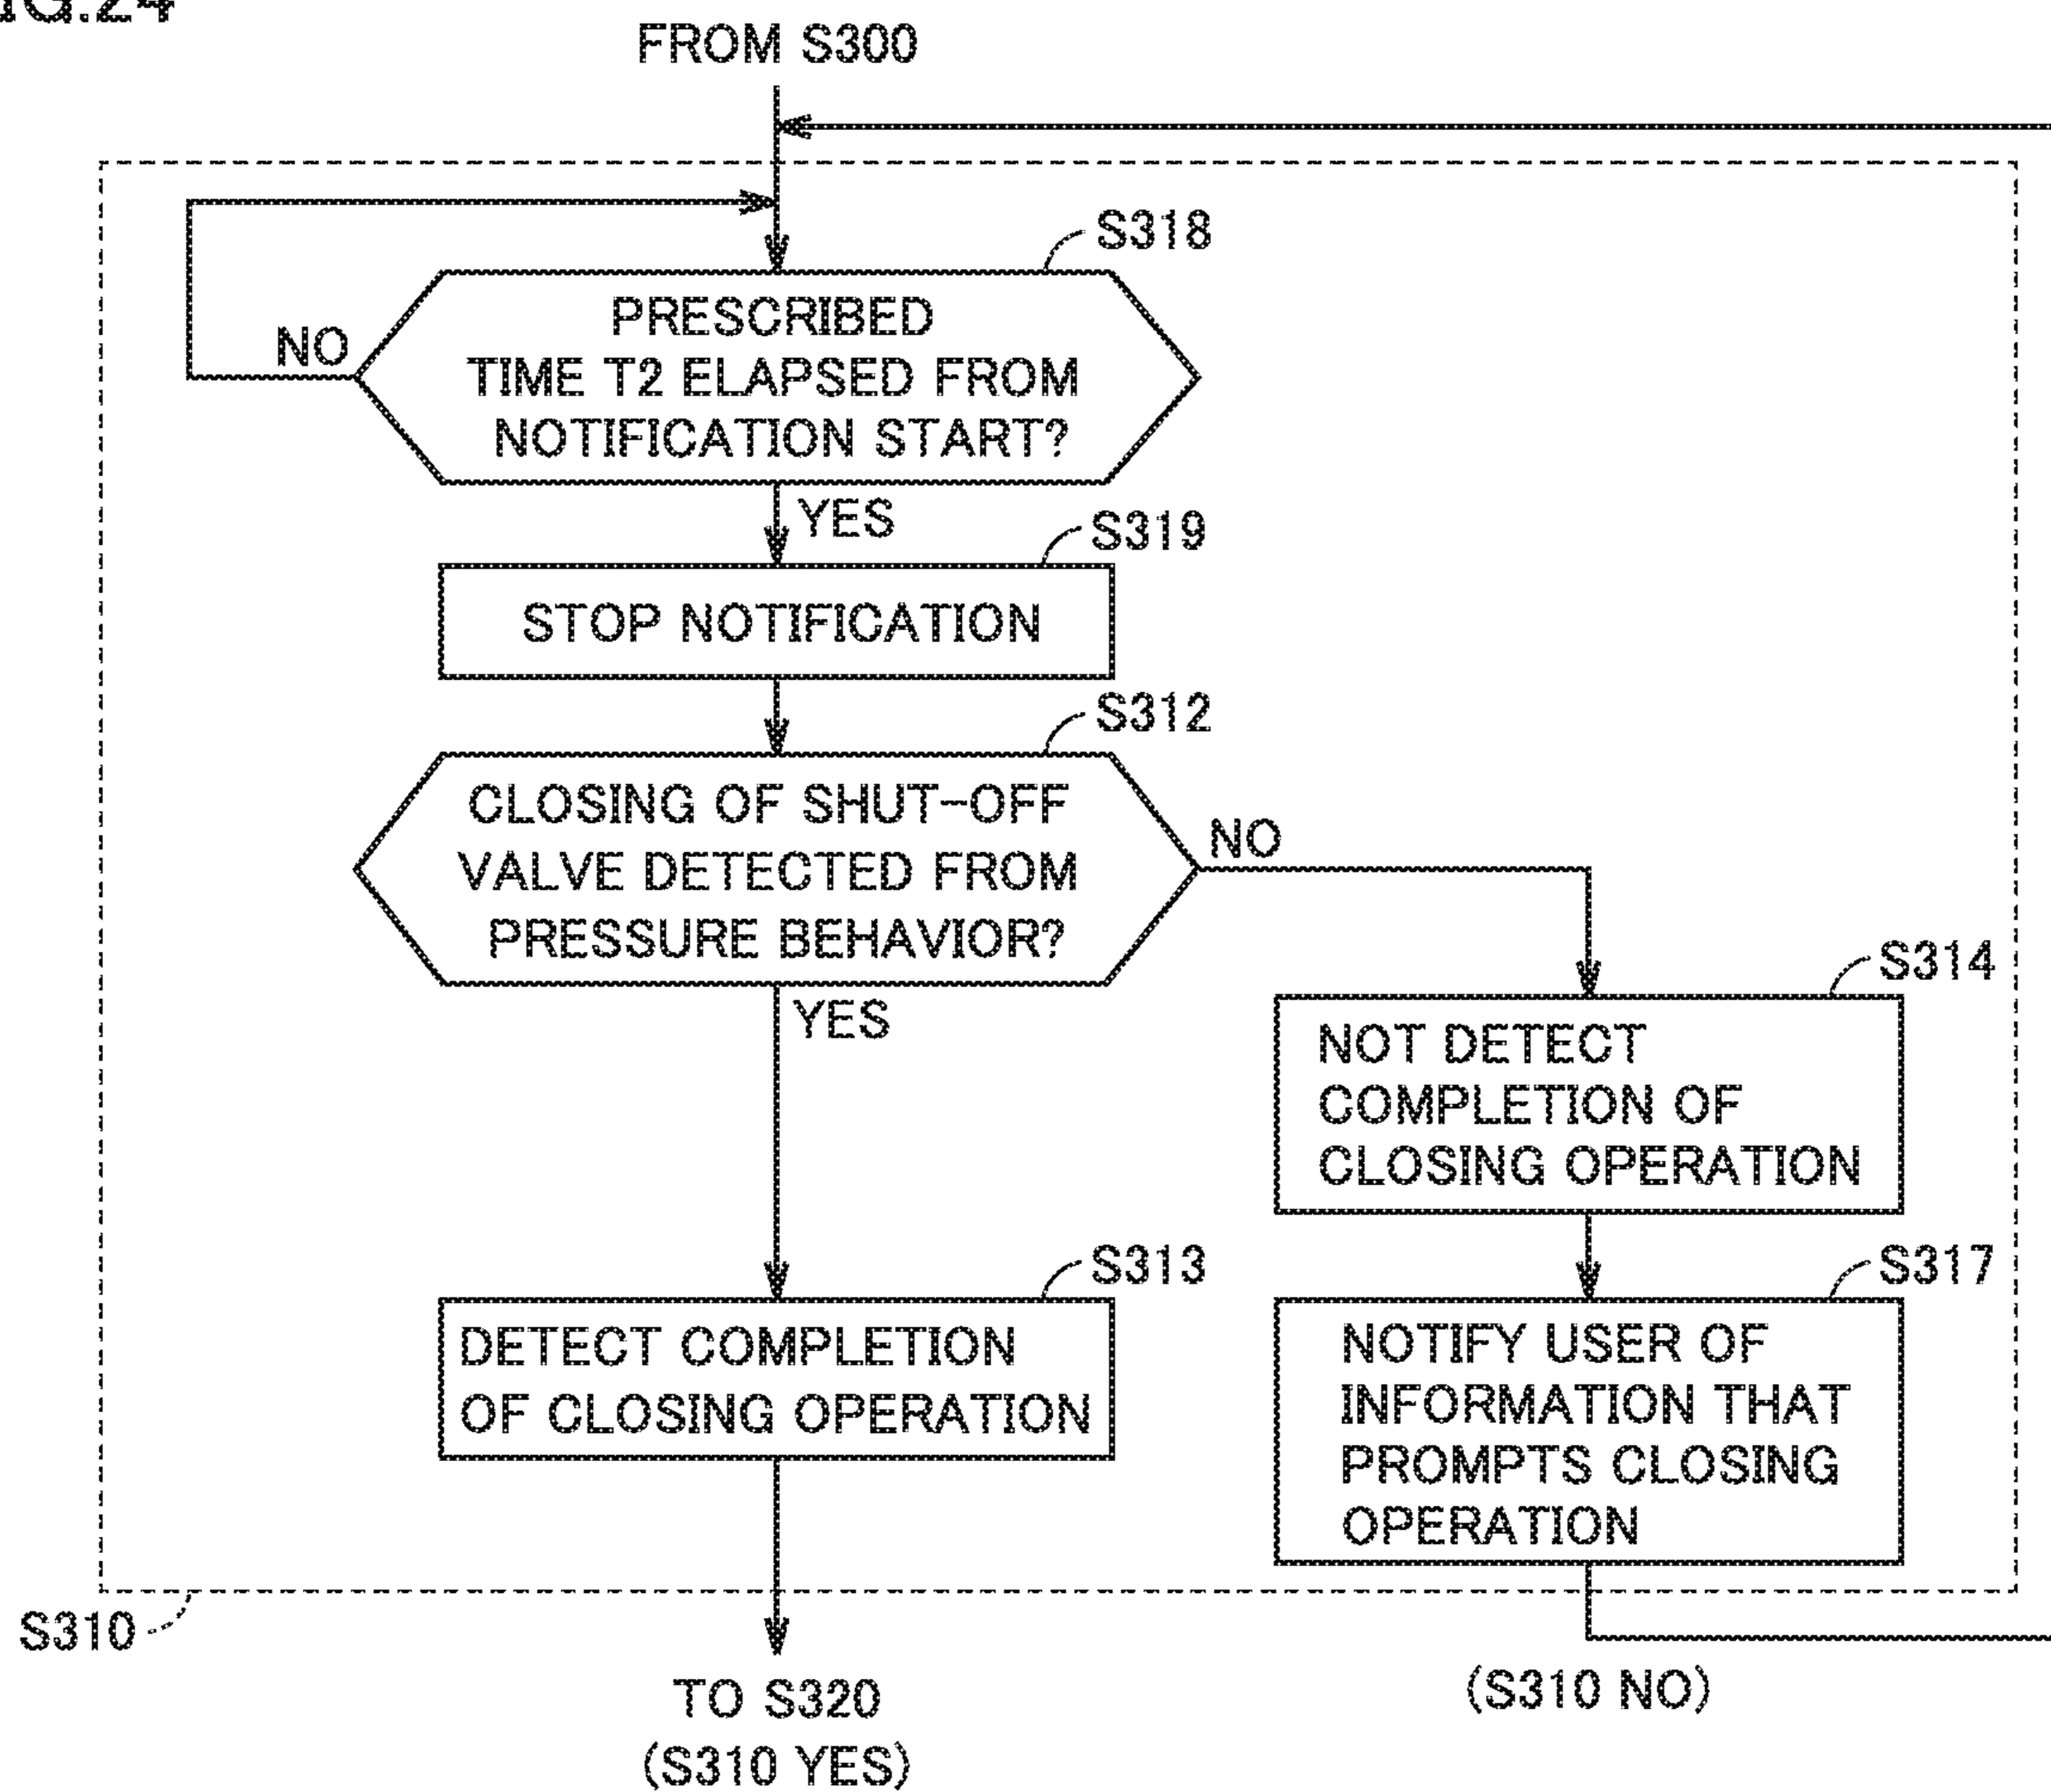 FIG.24
FROM S300
S318
PRESCRIBED
TIME T2 ELAPSED FROM
NOTIFICATION START?
NO
YES
S319
STOP NOTIFICATION
S312
CLOSING OF SHUT-OFF
VALVE DETECTED FROM
PRESSURE BEHAVIOR?
NO
YES
S314
NOT DETECT
COMPLETION OF
CLOSING OPERATION
S313
DETECT COMPLETION
OF CLOSING OPERATION
S317
NOTIFY USER OF
INFORMATION THAT
PROMPTS CLOSING
OPERATION
S310
TO S320
(S310 YES)
(S310 NO)